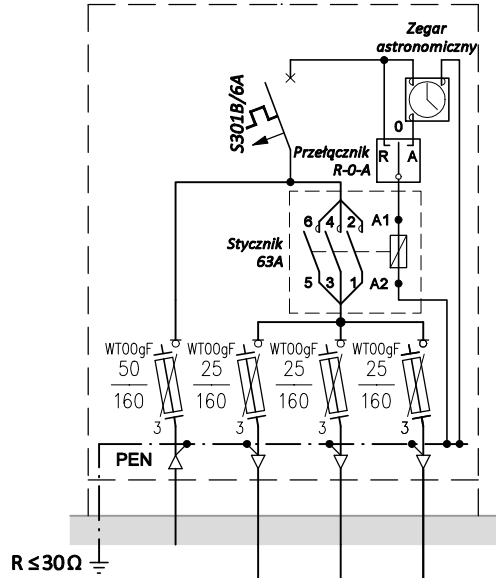 Zegar
astronomiczny
S301B/6A
0
Przełącznik
R-0-A
R A
6 4 2 A1
Stycznik
63A
5 3 1 A2
WT00gF WT00gF WT00gF WT00gF
50 25 25 25
160 160 160 160
3 3 3 3
PEN
R ≤30Ω